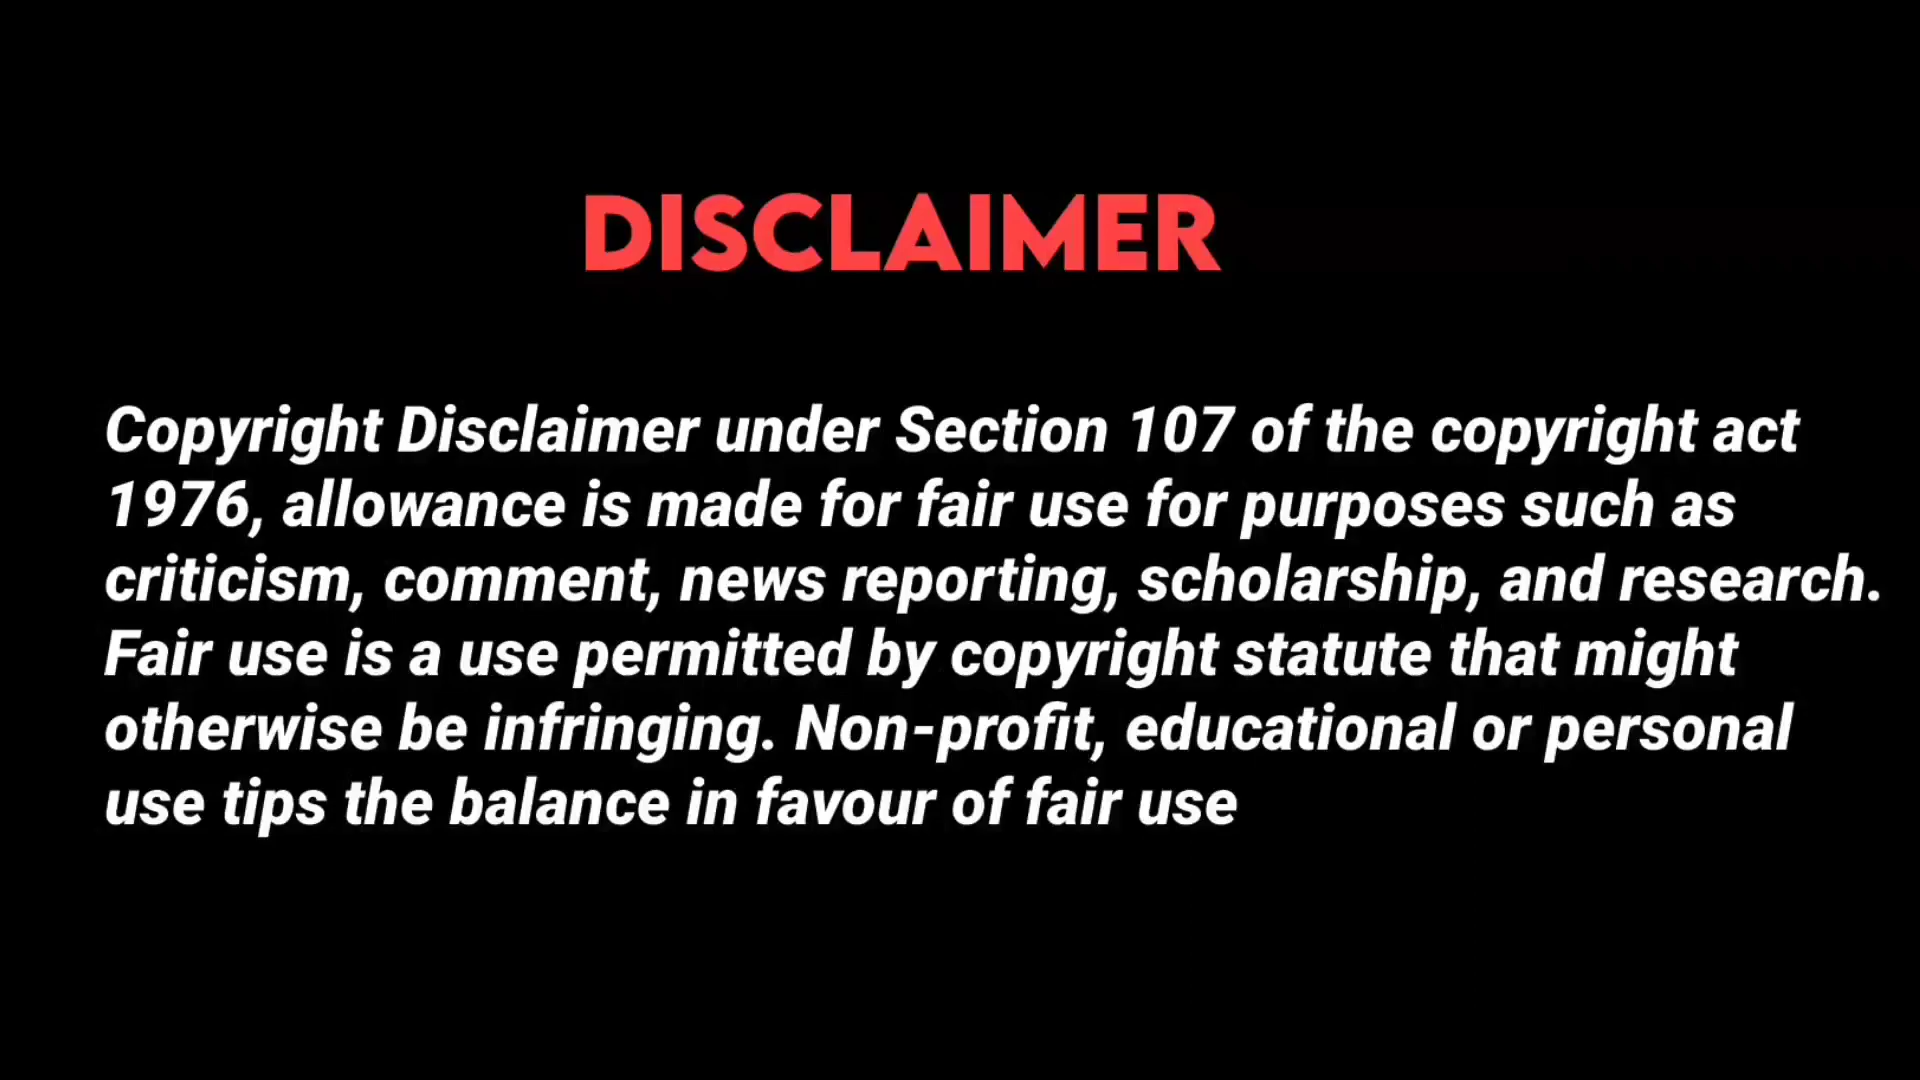 DISCLAIMER
Copyright Disclaimer under Section 107 of the copyright act
1976, allowance is made for fair use for purposes such as
criticism, comment, news reporting, scholarship, and research.
Fair use is a use permitted by copyright statute that might
otherwise be infringing. Non-profit, educational or personal
use tips the balance in favour of fair use